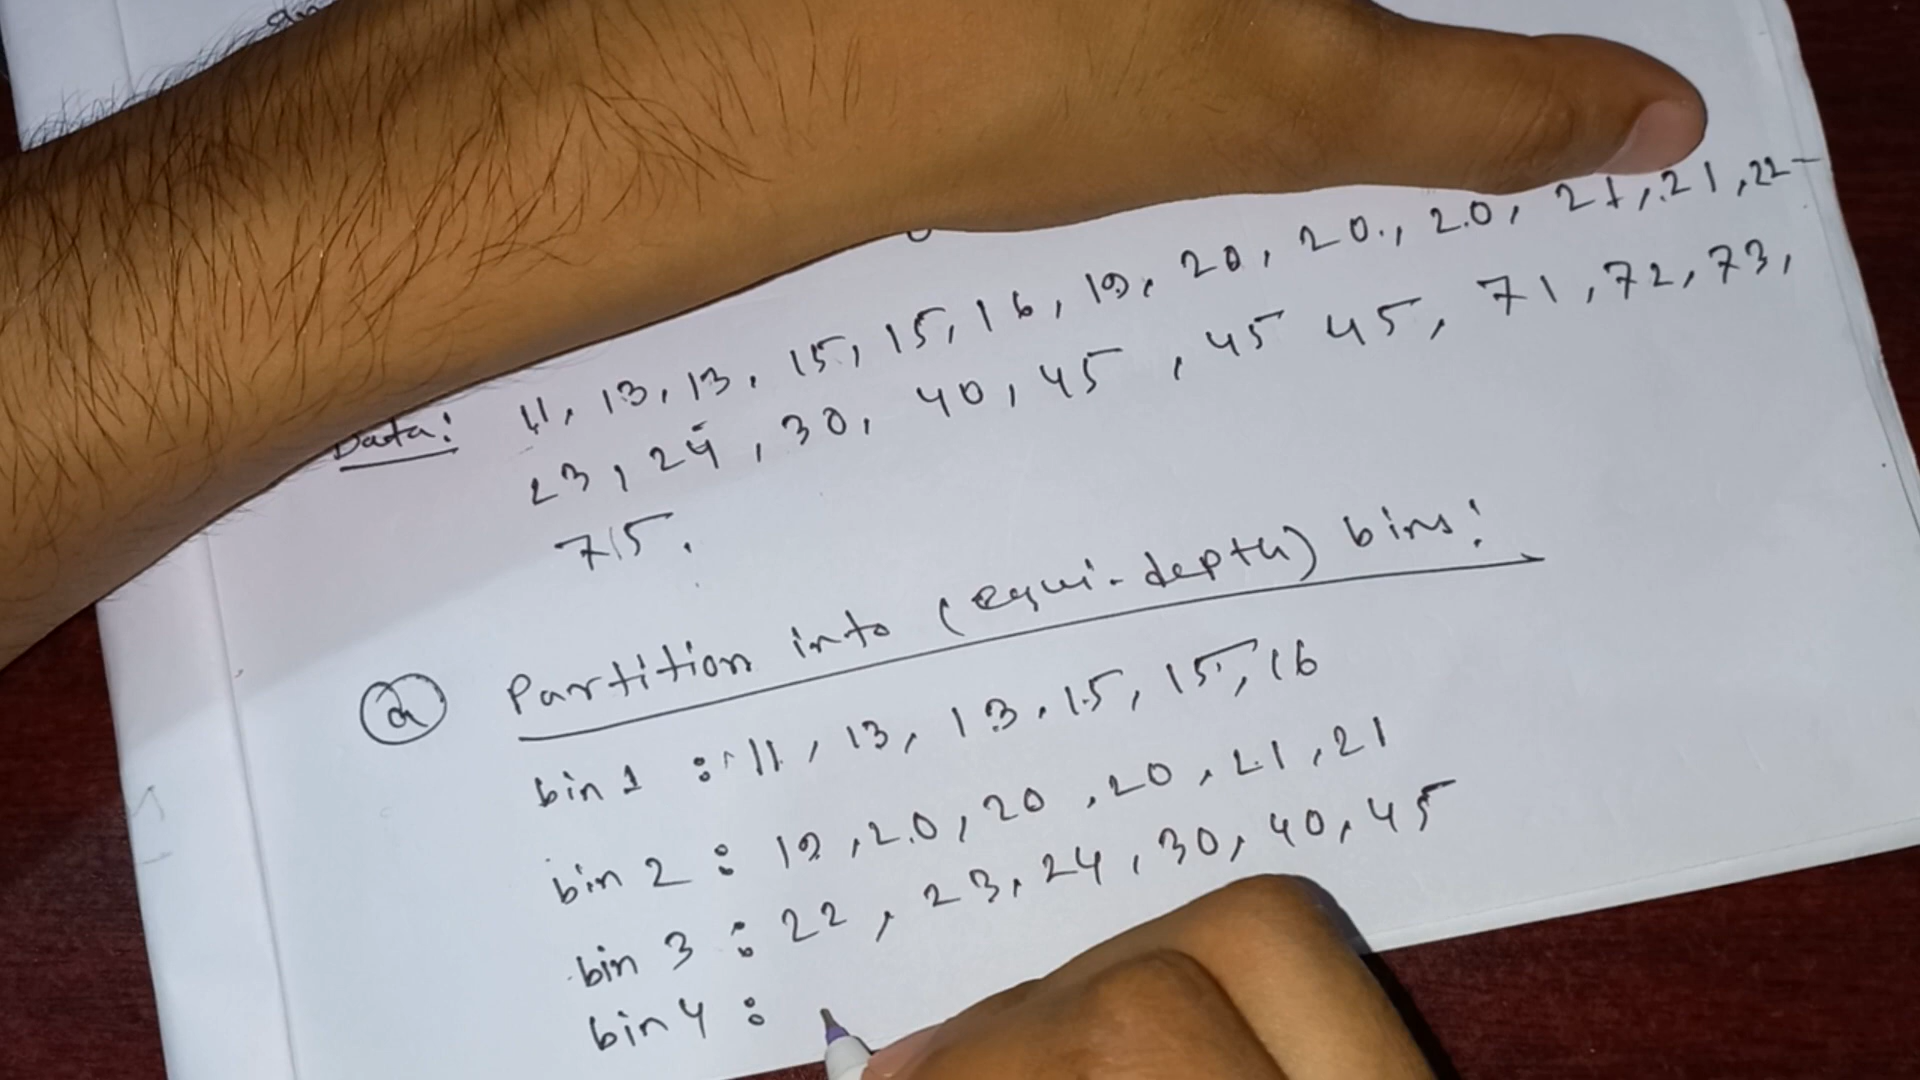 Data: 11, 13, 13, 15, 15, 16, 19, 20, 20, 20, 21, 21, 22
23, 24, 30, 40, 45, 45 45, 71, 72, 73,
75.
a Partition into (equi-depth) bins:
bin 1 : 11, 13, 13, 15, 15, 16
bin 2 : 19, 20, 20, 20, 21, 21
bin 3 : 22, 23, 24, 30, 40, 45
bin 4 :